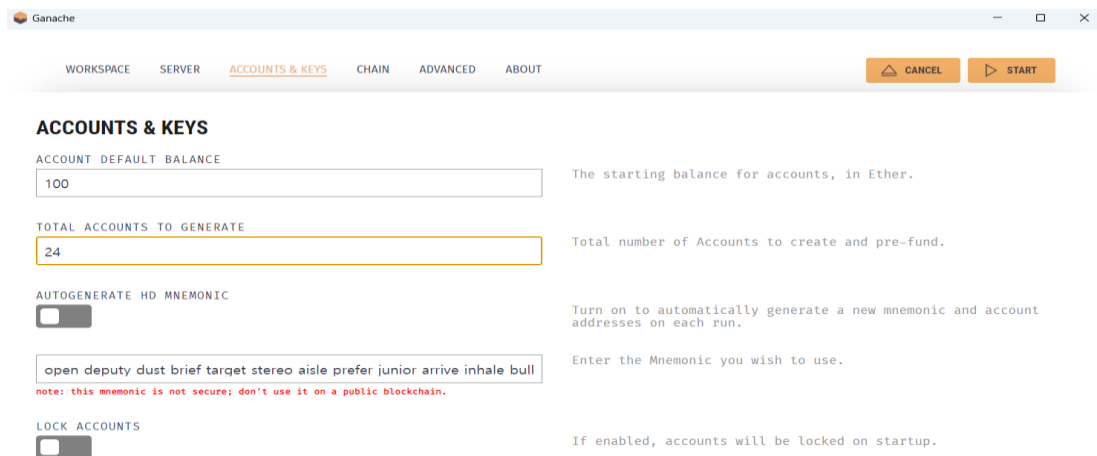 Ganache
WORKSPACE SERVER ACCOUNTS & KEYS CHAIN ADVANCED ABOUT CANCEL START
ACCOUNTS & KEYS
ACCOUNT DEFAULT BALANCE
100
The starting balance for accounts, in Ether.
TOTAL ACCOUNTS TO GENERATE
24
Total number of Accounts to create and pre-fund.
AUTOGENERATE HD MNEMONIC
Turn on to automatically generate a new mnemonic and account
addresses on each run.
open deputy dust brief target stereo aisle prefer junior arrive inhale bull
Enter the Mnemonic you wish to use.
note: this mnemonic is not secure; don't use it on a public blockchain.
LOCK ACCOUNTS
If enabled, accounts will be locked on startup.